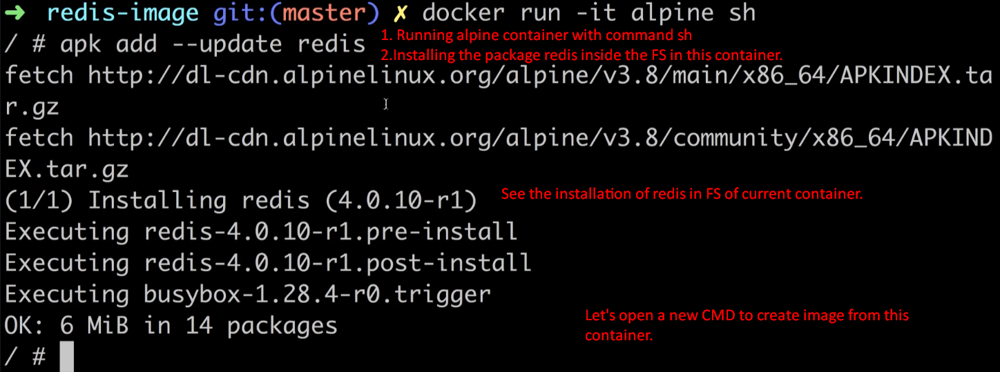 ➜ redis-image git:(master) ✗ docker run -it alpine sh
1. Running alpine container with command sh
/ # apk add --update redis
2.Installing the package redis inside the FS in this container.
fetch http://dl-cdn.alpinelinux.org/alpine/v3.8/main/x86_64/APKINDEX.ta
r.gz
fetch http://dl-cdn.alpinelinux.org/alpine/v3.8/community/x86_64/APKIND
EX.tar.gz
(1/1) Installing redis (4.0.10-r1)
See the installation of redis in FS of current container.
Executing redis-4.0.10-r1.pre-install
Executing redis-4.0.10-r1.post-install
Executing busybox-1.28.4-r0.trigger
OK: 6 MiB in 14 packages
Let's open a new CMD to create image from this
container.
/ #